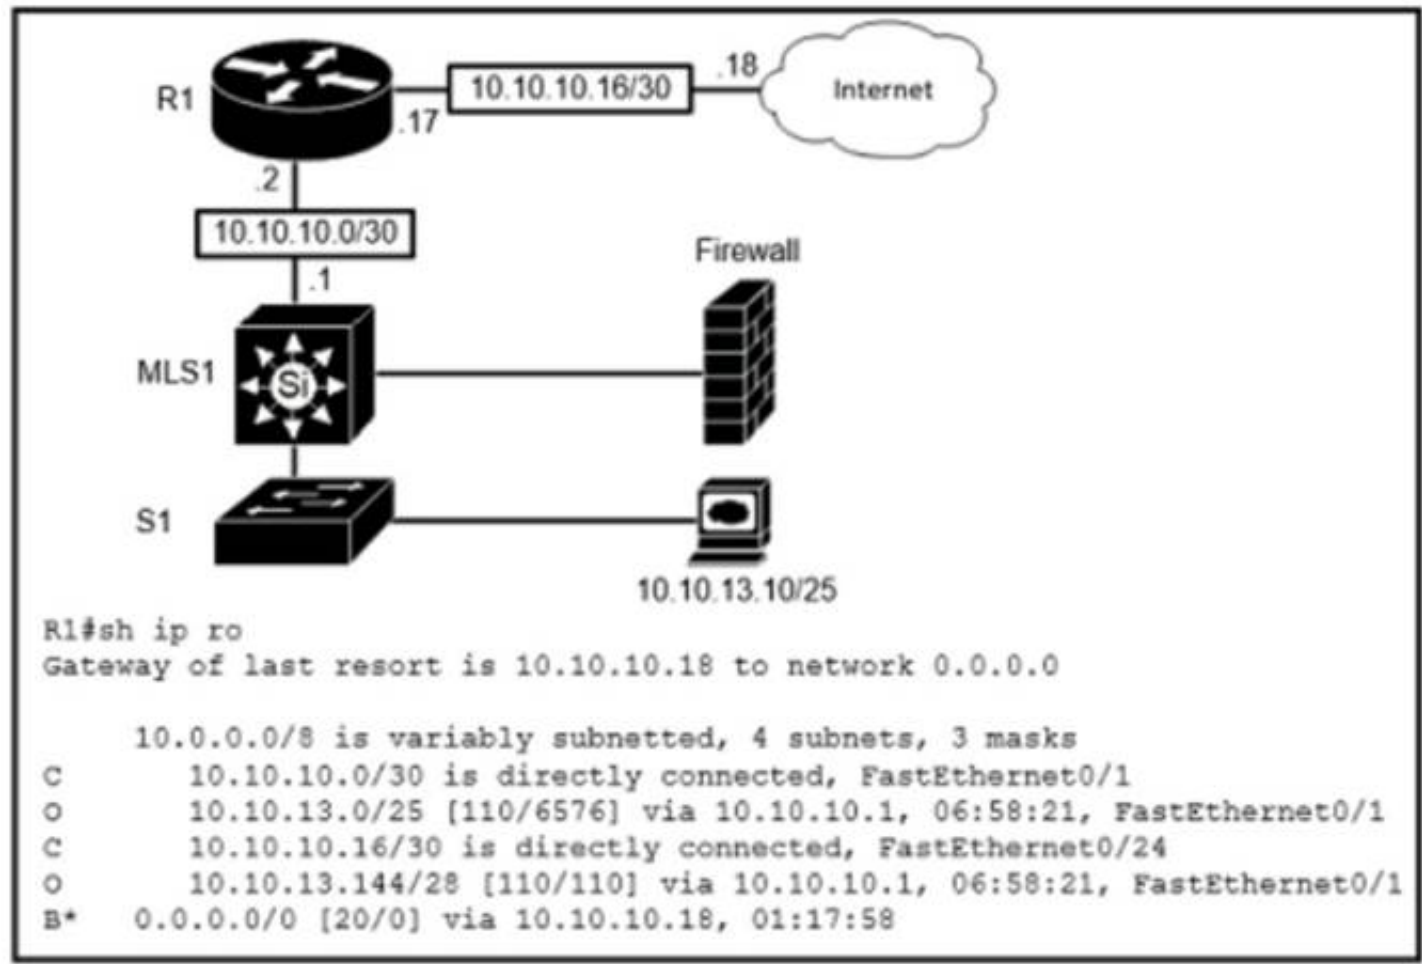 R1
10.10.10.16/30
.18
Internet
.17
.2
10.10.10.0/30
.1
Firewall
MLS1
Si
S1
10.10.13.10/25
R1#sh ip ro
Gateway of last resort is 10.10.10.18 to network 0.0.0.0
10.0.0.0/8 is variably subnetted, 4 subnets, 3 masks
C 10.10.10.0/30 is directly connected, FastEthernet0/1
O 10.10.13.0/25 [110/6576] via 10.10.10.1, 06:58:21, FastEthernet0/1
C 10.10.10.16/30 is directly connected, FastEthernet0/24
O 10.10.13.144/28 [110/110] via 10.10.10.1, 06:58:21, FastEthernet0/1
B* 0.0.0.0/0 [20/0] via 10.10.10.18, 01:17:58